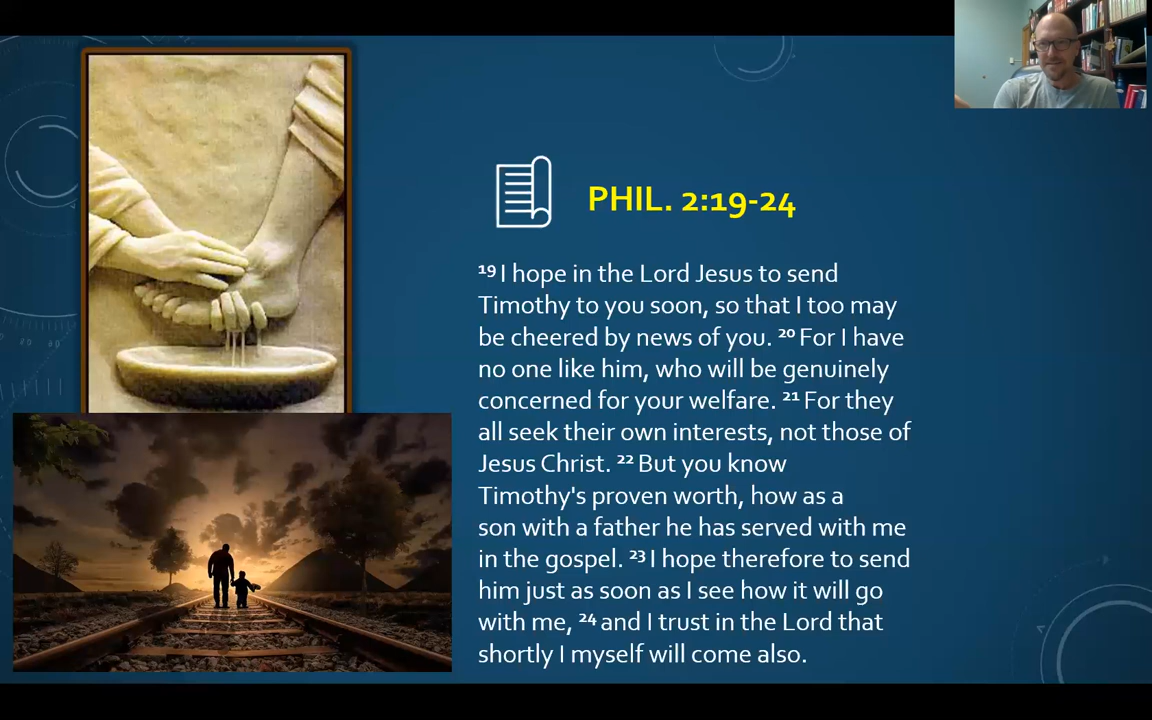 PHIL. 2:19-24
19 I hope in the Lord Jesus to send
Timothy to you soon, so that I too may
be cheered by news of you. 20 For I have
no one like him, who will be genuinely
concerned for your welfare. 21 For they
all seek their own interests, not those of
Jesus Christ. 22 But you know
Timothy's proven worth, how as a
son with a father he has served with me
in the gospel. 23 I hope therefore to send
him just as soon as I see how it will go
with me, 24 and I trust in the Lord that
shortly I myself will come also.